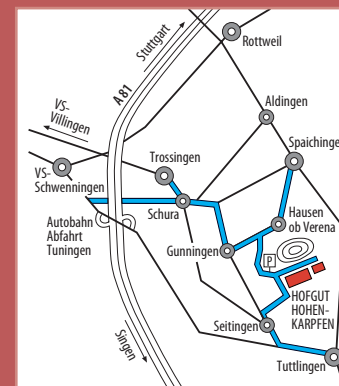 Stuttgart
Rottweil
A 81
VS-
Villingen
Aldingen
Spaichinge
Trossingen
VS-
Schwenningen
Schura
Hausen
ob Verena
Autobahn
Abfahrt
Tuningen
Gunningen
P
HOFGUT
HOHEN-
KARPFEN
Seitingen
Singen
Tuttlingen